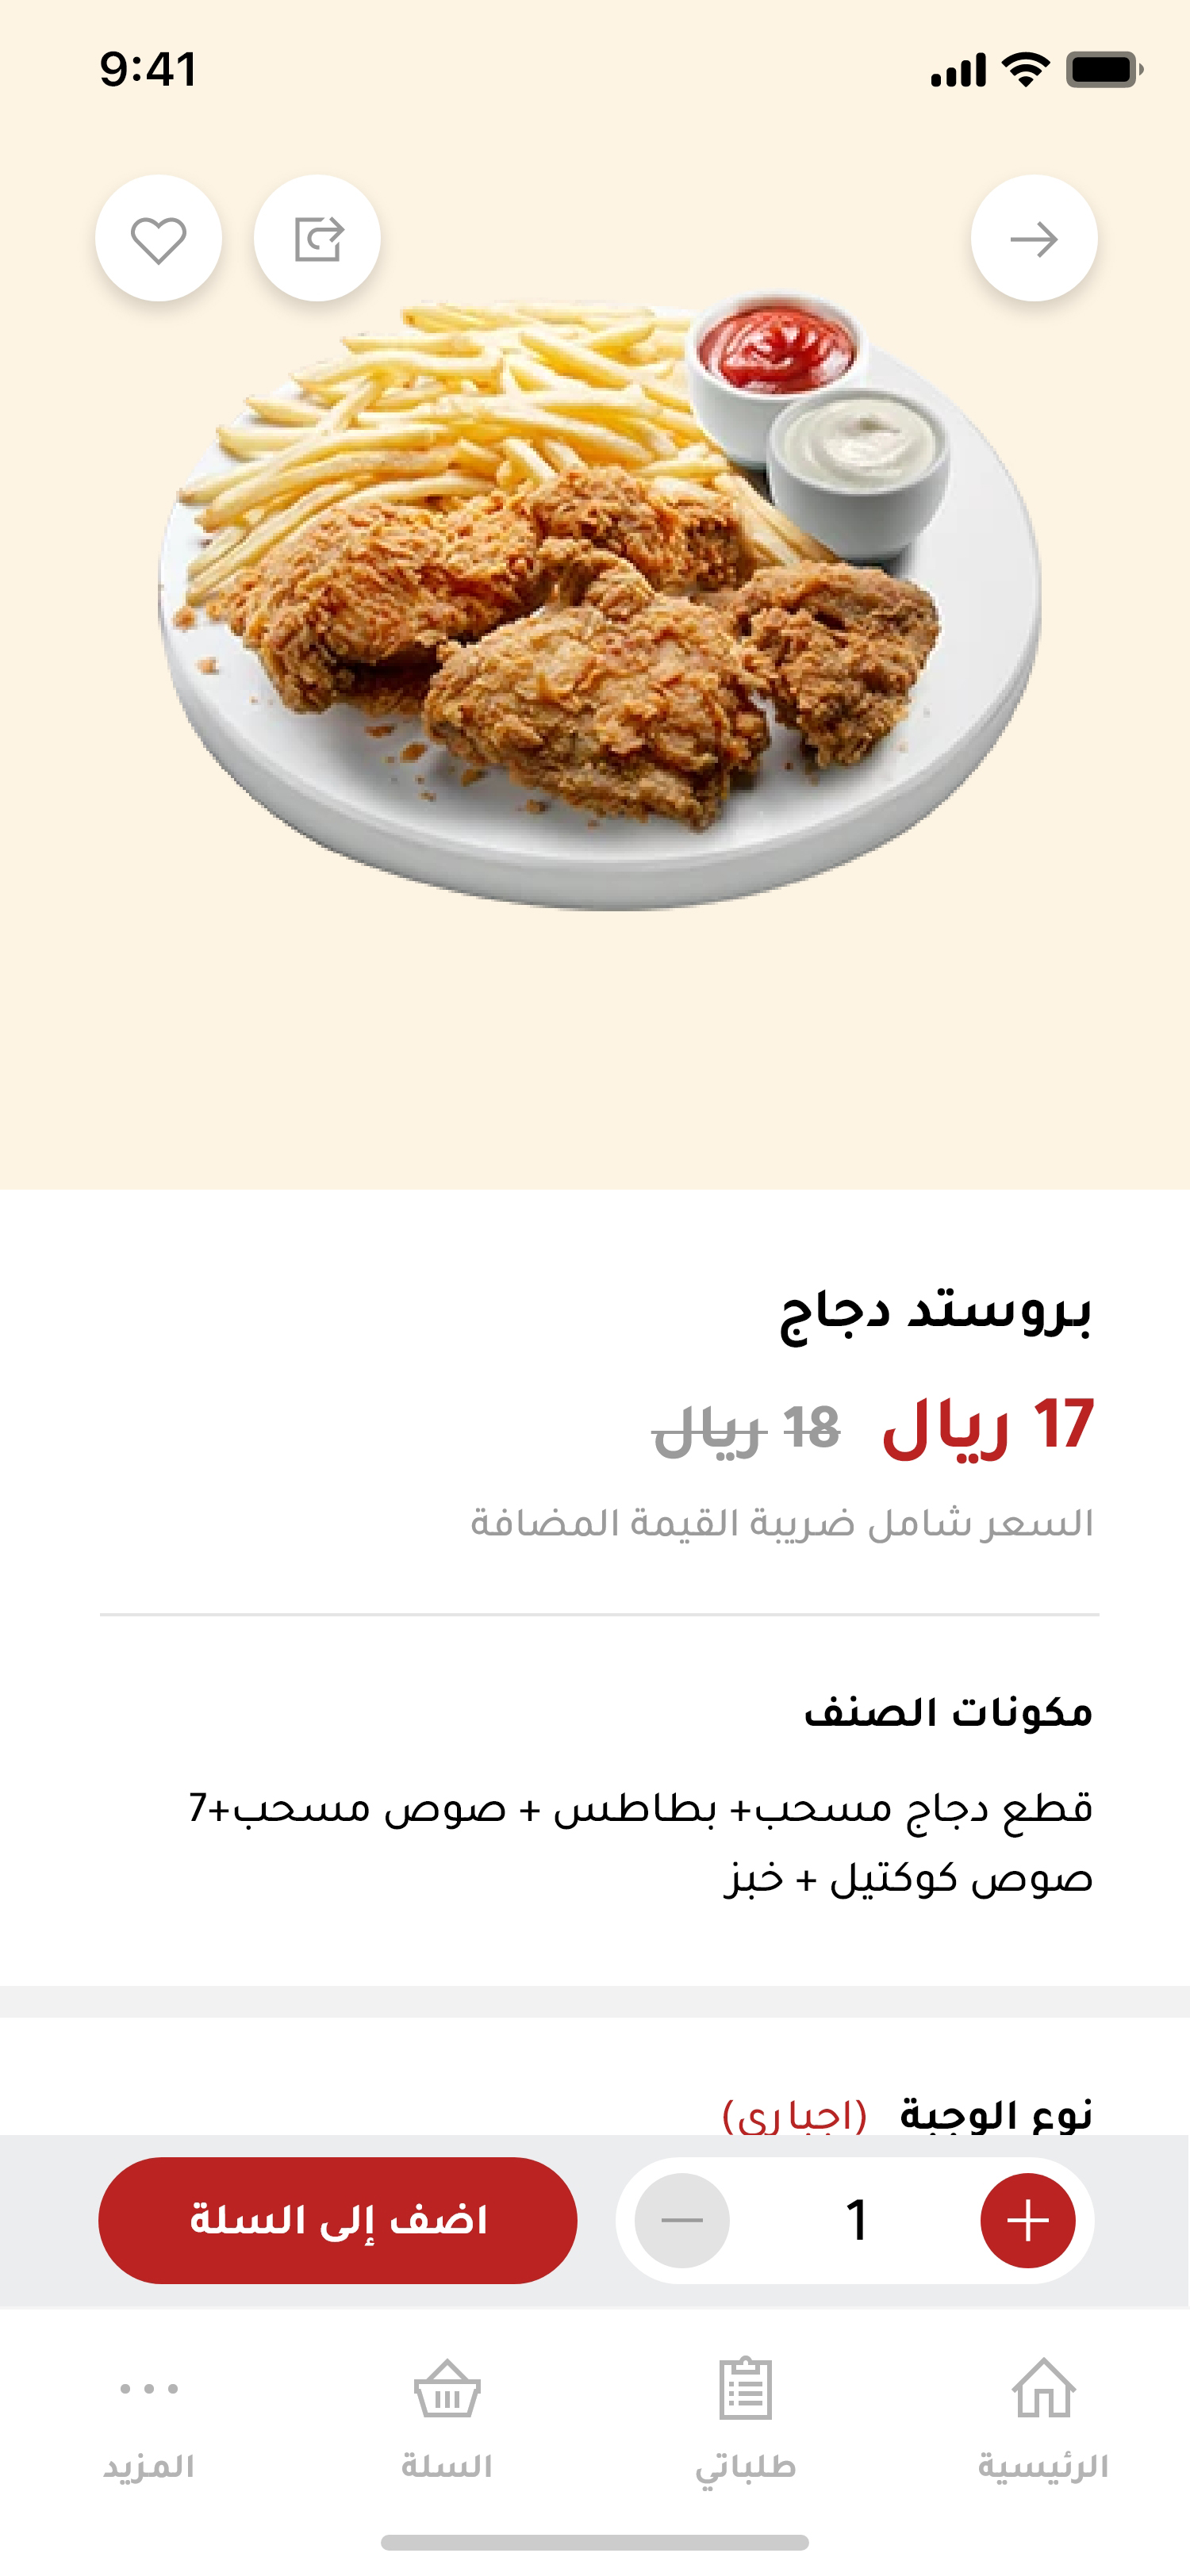 9:41
بروستد دجاج
17 ريال 18 ريال
السعر شامل ضريبة القيمة المضافة
مكونات الصنف
قطع دجاج مسحب+ بطاطس + صوص مسحب+7
صوص كوكتيل + خبز
نوع الوجبة (اجباري)
1 اضف إلى السلة
الرئيسية طلباتي السلة المزيد